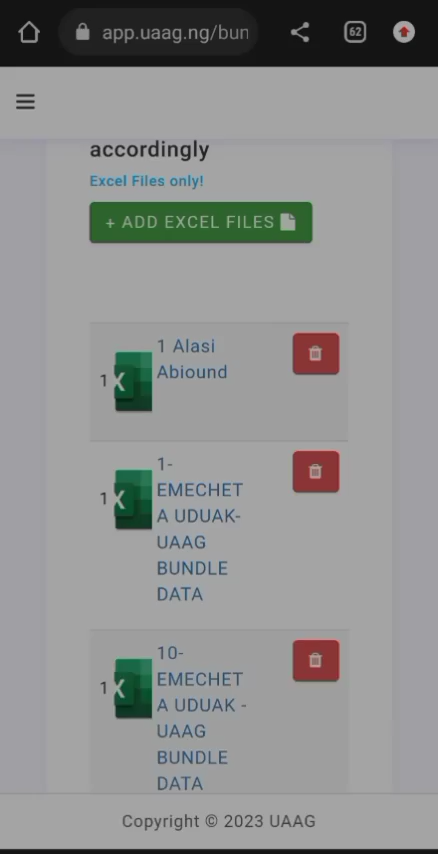 app.uaag.ng/bun
62
accordingly
Excel Files only!
+ ADD EXCEL FILES
1 Alasi
1 X
Abiound
1-
1 X
EMECHET
A UDUAK-
UAAG
BUNDLE
DATA
10-
1 X
EMECHET
A UDUAK -
UAAG
BUNDLE
DATA
Copyright © 2023 UAAG